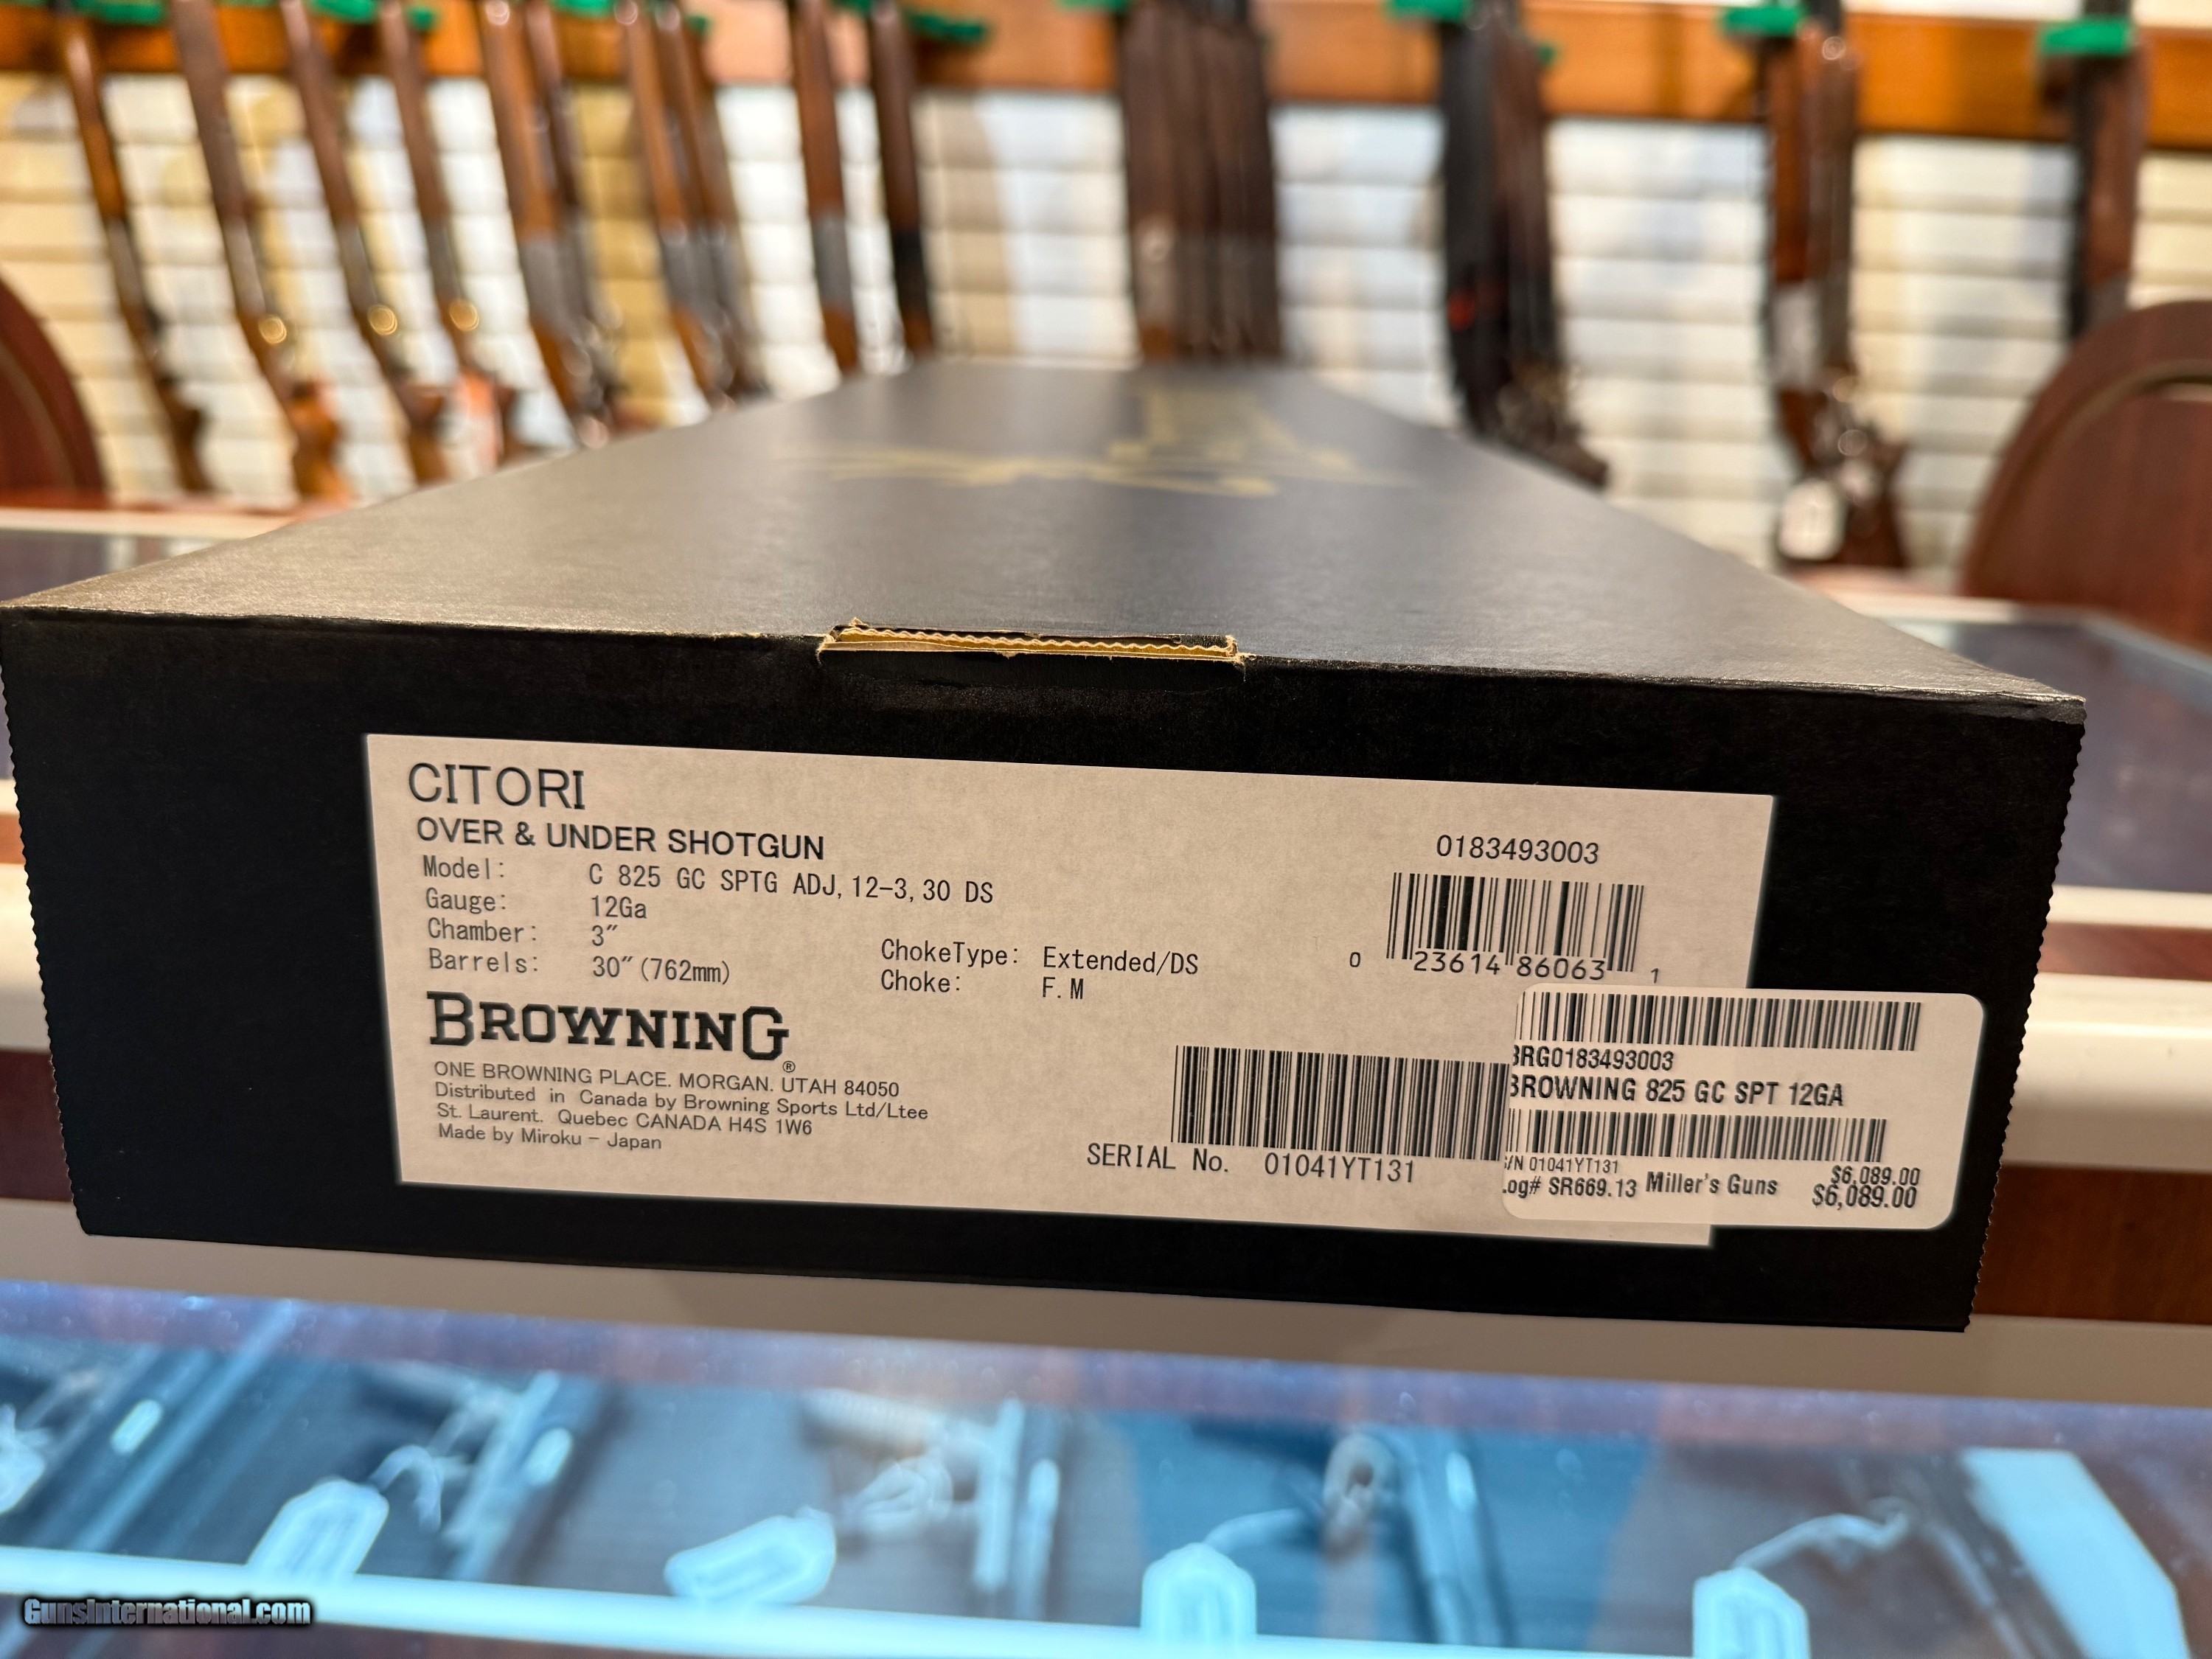 CITORI
OVER & UNDER SHOTGUN
Model: C 825 GC SPTG ADJ, 12-3, 30 DS
Gauge: 12Ga
Chamber: 3"
Barrels: 30" (762mm)
ChokeType: Extended/DS
Choke: F.M
BROWNING®
ONE BROWNING PLACE. MORGAN. UTAH 84050
Distributed in Canada by Browning Sports Ltd/Ltee
St. Laurent. Quebec CANADA H4S 1W6
Made by Miroku - Japan
0183493003
0 23614 86063 1
SERIAL No. 01041YT131
BRG0183493003
BROWNING 825 GC SPT 12GA
S/N 01041YT131
Log# SR669.13 Miller's Guns
$6,089.00
$6,089.00
GunsInternational.com